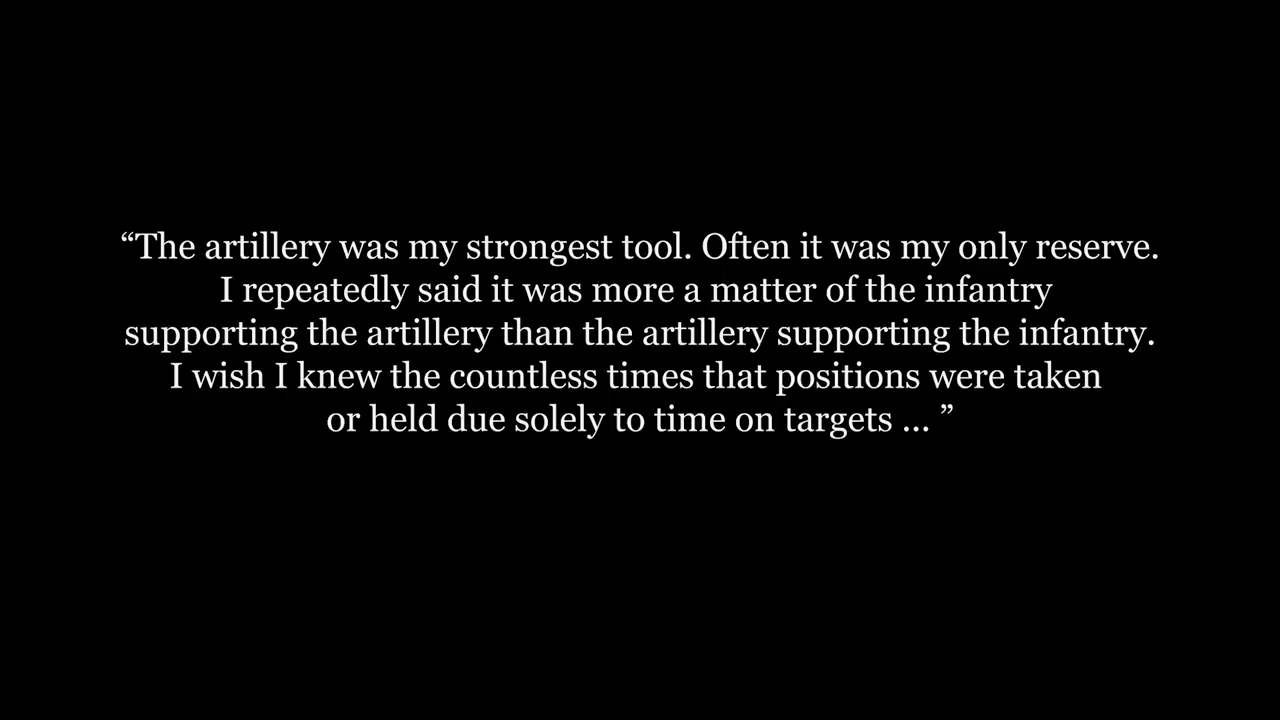 “The artillery was my strongest tool. Often it was my only reserve.
I repeatedly said it was more a matter of the infantry
supporting the artillery than the artillery supporting the infantry.
I wish I knew the countless times that positions were taken
or held due solely to time on targets ... ”